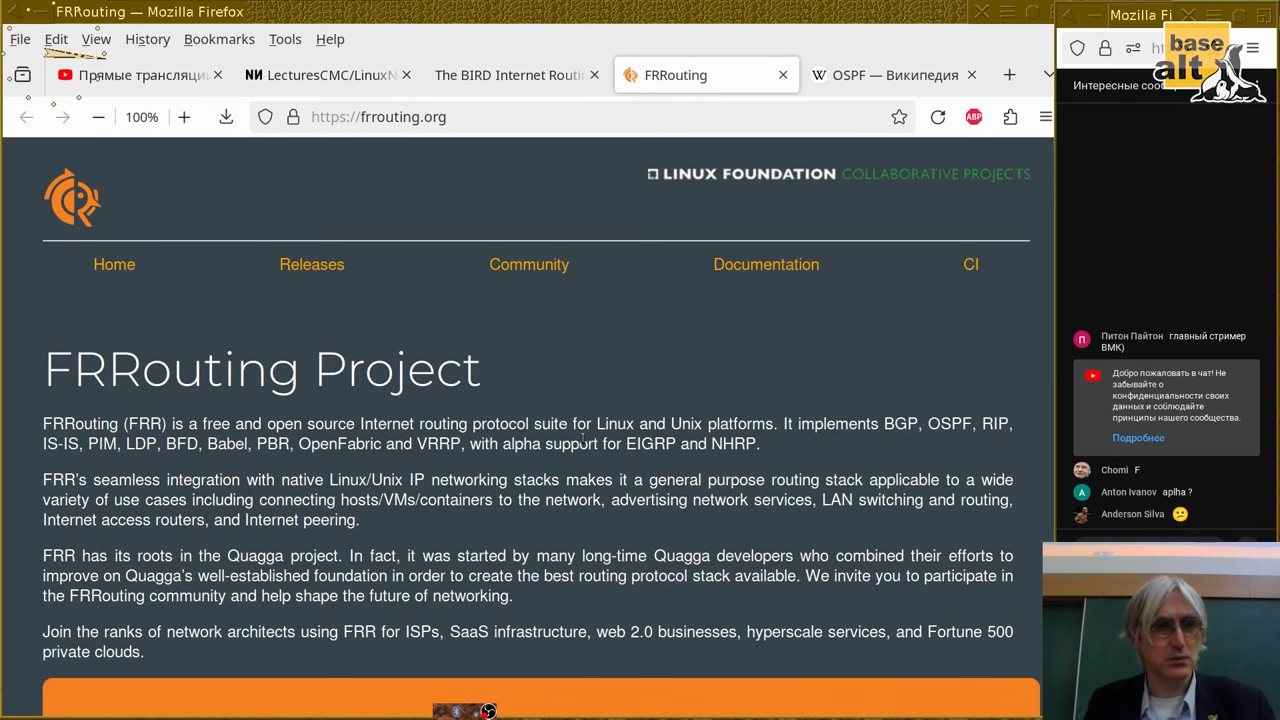 FRRouting — Mozilla Firefox
File Edit View History Bookmarks Tools Help
Прямые трансляци
LecturesCMC/LinuxN
The BIRD Internet Routin
FRRouting
OSPF — Википедия
100%
https://frrouting.org
ABP
LINUX FOUNDATION COLLABORATIVE PROJECTS
Home Releases Community Documentation CI
FRRouting Project
FRRouting (FRR) is a free and open source Internet routing protocol suite for Linux and Unix platforms. It implements BGP, OSPF, RIP,
IS-IS, PIM, LDP, BFD, Babel, PBR, OpenFabric and VRRP, with alpha support for EIGRP and NHRP.
FRR's seamless integration with native Linux/Unix IP networking stacks makes it a general purpose routing stack applicable to a wide
variety of use cases including connecting hosts/VMs/containers to the network, advertising network services, LAN switching and routing,
Internet access routers, and Internet peering.
FRR has its roots in the Quagga project. In fact, it was started by many long-time Quagga developers who combined their efforts to
improve on Quagga's well-established foundation in order to create the best routing protocol stack available. We invite you to participate in
the FRRouting community and help shape the future of networking.
Join the ranks of network architects using FRR for ISPs, SaaS infrastructure, web 2.0 businesses, hyperscale services, and Fortune 500
private clouds.
Mozilla Fi
base
alt
Интересные сооб
П Питон Пайтон главный стример
ВМК)
Добро пожаловать в чат! Не
забывайте о
конфиденциальности своих
данных и соблюдайте
принципы нашего сообщества.
Подробнее
Chomi F
A Anton Ivanov aplha ?
Anderson Silva